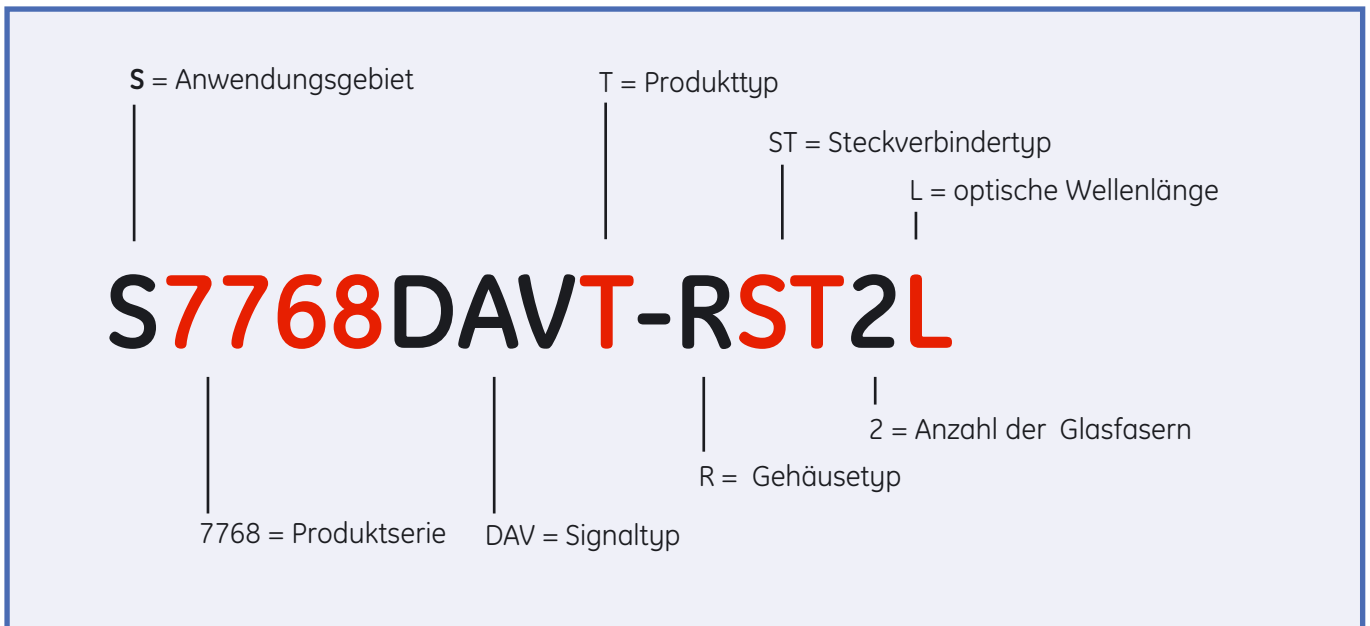 S = Anwendungsgebiet
T = Produkttyp
ST = Steckverbindertyp
L = optische Wellenlänge
S7768DAVT-RST2L
2 = Anzahl der Glasfasern
R = Gehäusetyp
7768 = Produktserie
DAV = Signaltyp